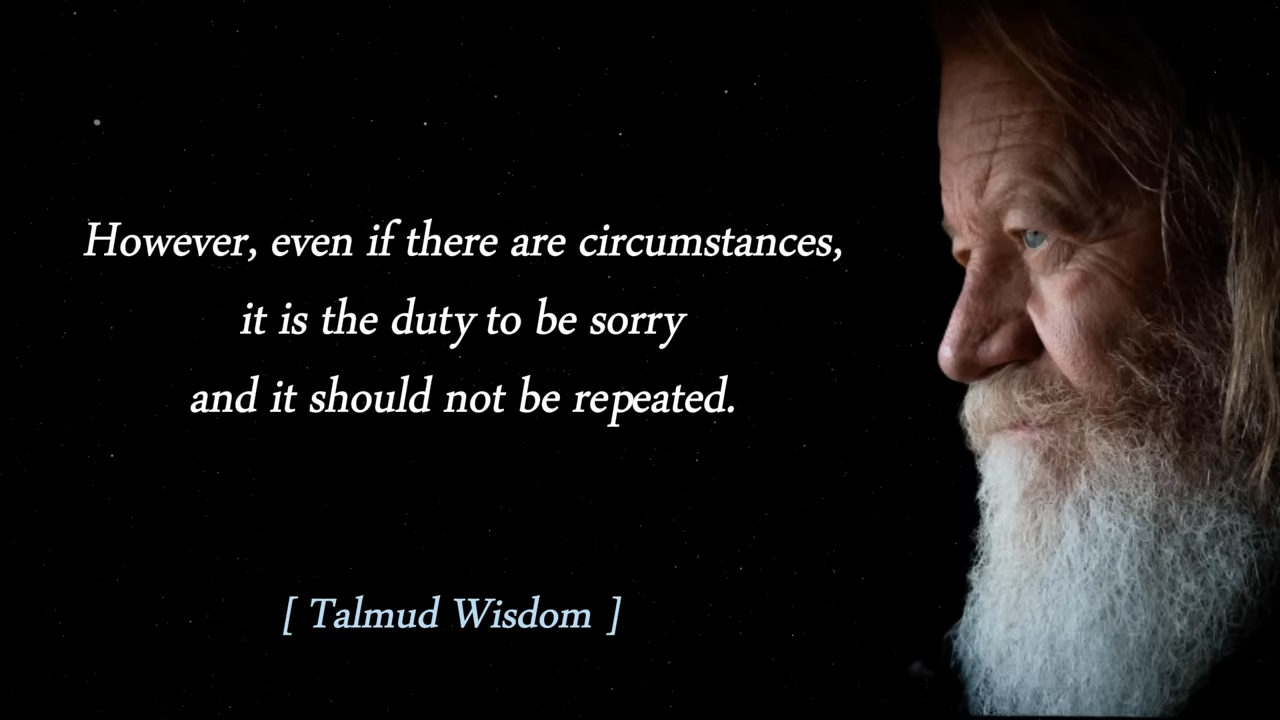 However, even if there are circumstances,
it is the duty to be sorry
and it should not be repeated.
[ Talmud Wisdom ]